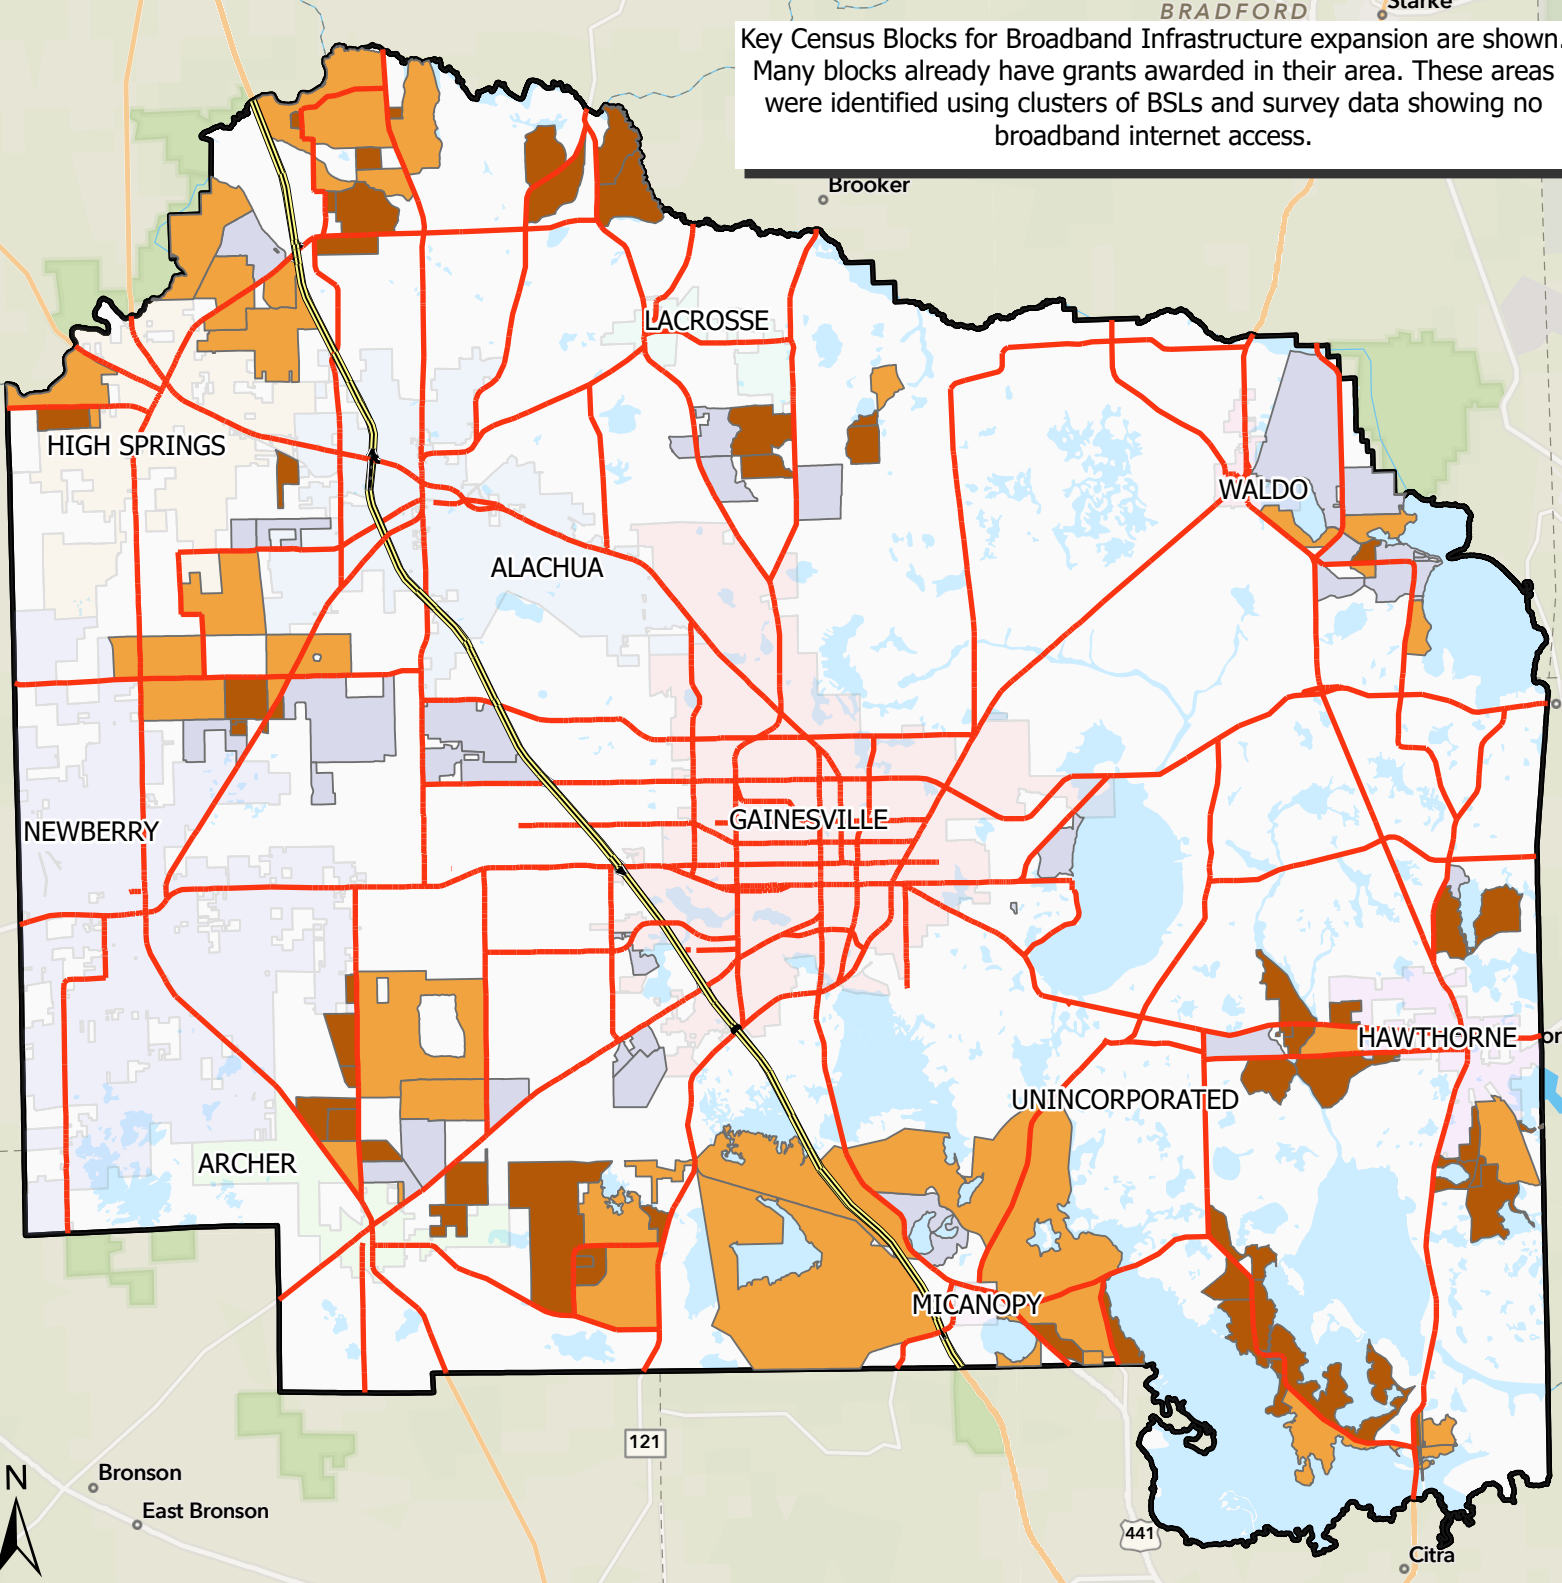 Starke
BRADFORD
Key Census Blocks for Broadband Infrastructure expansion are shown.
Many blocks already have grants awarded in their area. These areas
were identified using clusters of BSLs and survey data showing no
broadband internet access.
Brooker
LACROSSE
HIGH SPRINGS
WALDO
ALACHUA
GAINESVILLE
NEWBERRY
HAWTHORNE
UNINCORPORATED
ARCHER
MICANOPY
121
N
Bronson
East Bronson
441
Citra